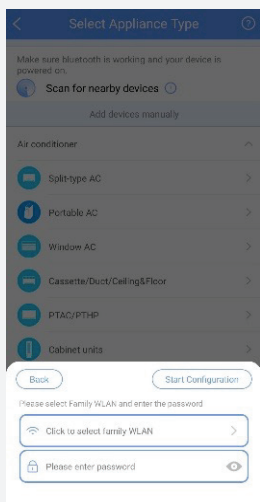 Select Appliance Type
Make sure bluetooth is working and your device is
powered on.
Scan for nearby devices
Add devices manually
Air conditioner
Split-type AC
Portable AC
Window AC
Cassette/Duct/Ceiling&Floor
PTAC/PTHP
Cabinet units
Back
Start Configuration
Please select Family WLAN and enter the password
Click to select family WLAN
Please enter password